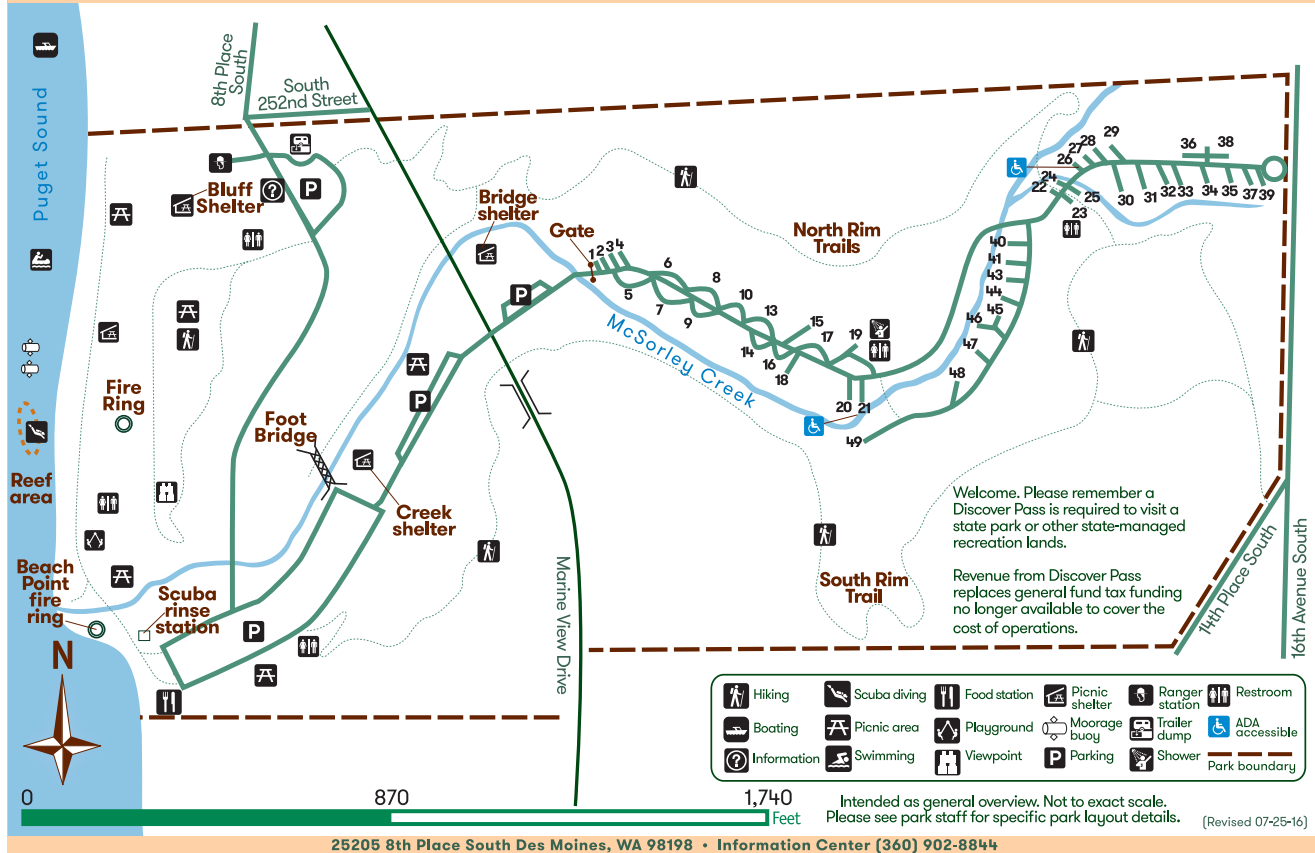 8th Place
South
South
252nd Street
Puget Sound
Bluff
Shelter
?
P
Bridge
shelter
Gate
North Rim
Trails
1
2
3
4
5
6
7
8
9
10
13
14
15
16
17
18
19
20
21
22
23
24
25
26
27
28
29
30
31
32
33
34
35
36
37
38
39
40
41
43
44
45
46
47
48
49
P
McSorley Creek
Fire
Ring
Foot
Bridge
P
Creek
shelter
Reef
area
Beach
Point
fire
ring
Scuba
rinse
station
P
Marine View Drive
South Rim
Trail
Welcome. Please remember a
Discover Pass is required to visit a
state park or other state-managed
recreation lands.
Revenue from Discover Pass
replaces general fund tax funding
no longer available to cover the
cost of operations.
14th Place South
16th Avenue South
N
Hiking
Scuba diving
Food station
Picnic
shelter
Ranger
station
Restroom
Boating
Picnic area
Playground
Moorage
buoy
Trailer
dump
ADA
accessible
? Information
Swimming
Viewpoint
P Parking
Shower
Park boundary
0 870 1,740
Feet
Intended as general overview. Not to exact scale.
Please see park staff for specific park layout details.
(Revised 07-25-16)
25205 8th Place South Des Moines, WA 98198 • Information Center (360) 902-8844